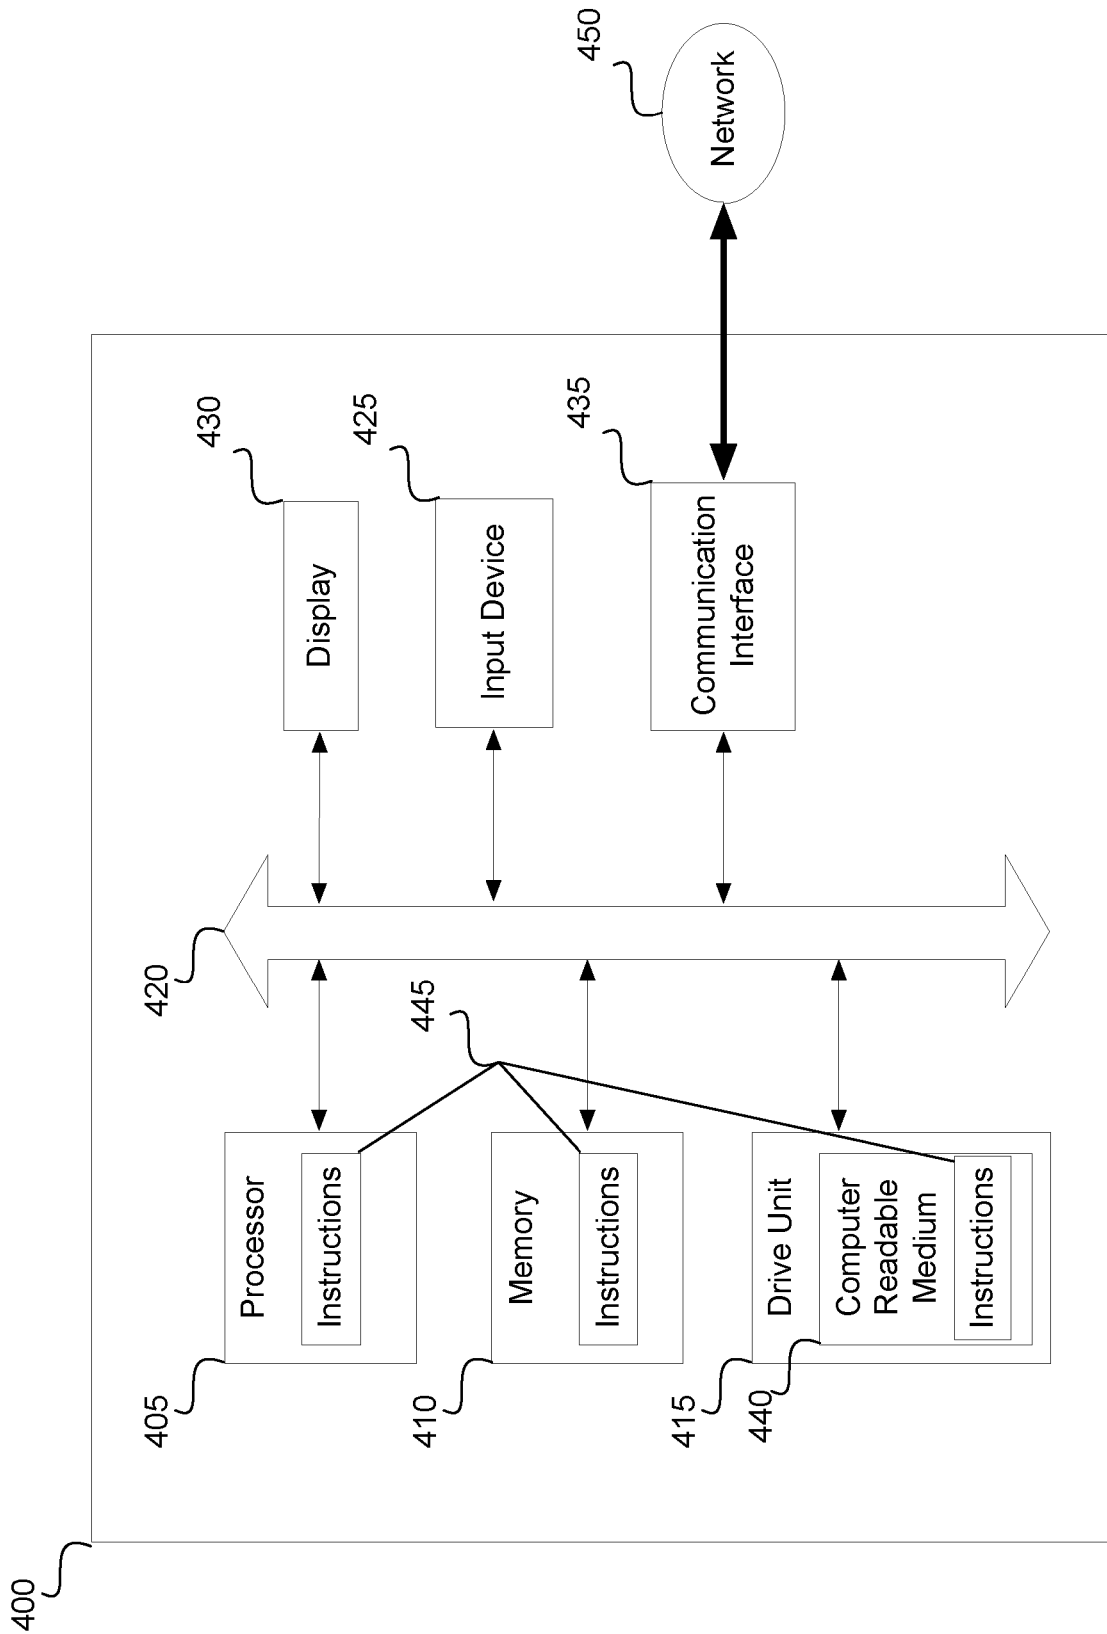 400
405
Processor
Instructions
410
Memory
Instructions
415
440
Drive Unit
Computer
Readable
Medium
Instructions
420
445
430
Display
425
Input Device
435
Communication
Interface
450
Network